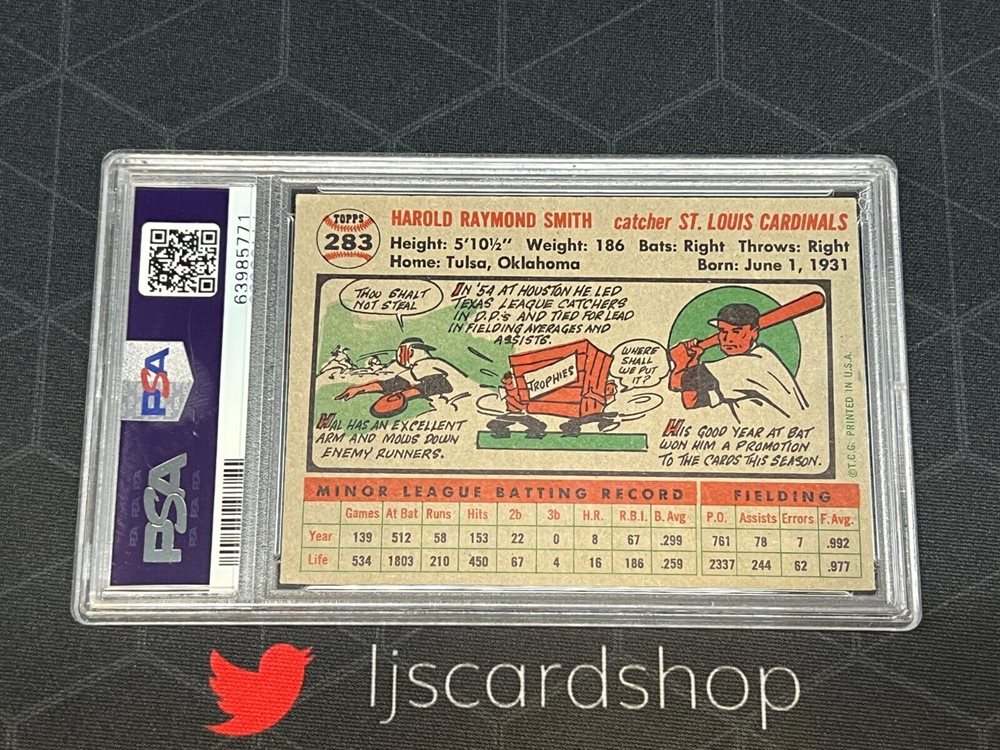 63985771
PSA
PSA
TOPPS
283
HAROLD RAYMOND SMITH catcher ST. LOUIS CARDINALS
Height: 5'10½" Weight: 186 Bats: Right Throws: Right
Home: Tulsa, Oklahoma Born: June 1, 1931
THOU SHALT
NOT STEAL
IN '54 AT HOUSTON HE LED
TEXAS LEAGUE CATCHERS
IN D.P.'s AND TIED FOR LEAD
IN FIELDING AVERAGES AND
ASSISTS.
TROPHIES
WHERE
SHALL
WE PUT
IT?
HAL HAS AN EXCELLENT
ARM AND MOWS DOWN
ENEMY RUNNERS.
HIS GOOD YEAR AT BAT
WON HIM A PROMOTION
TO THE CARDS THIS SEASON.
©T.C.G. PRINTED IN U.S.A.
MINOR LEAGUE BATTING RECORD FIELDING
Games At Bat Runs Hits 2b 3b H.R. R.B.I. B. Avg P.O. Assists Errors F. Avg.
Year 139 512 58 153 22 0 8 67 .299 761 78 7 .992
Life 534 1803 210 450 67 4 16 186 .259 2337 244 62 .977
ljscardshop